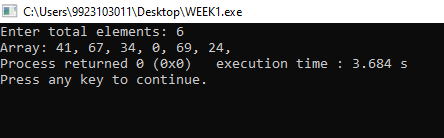 C:\Users\9923103011\Desktop\WEEK1.exe
Enter total elements: 6
Array: 41, 67, 34, 0, 69, 24,
Process returned 0 (0x0)   execution time : 3.684 s
Press any key to continue.